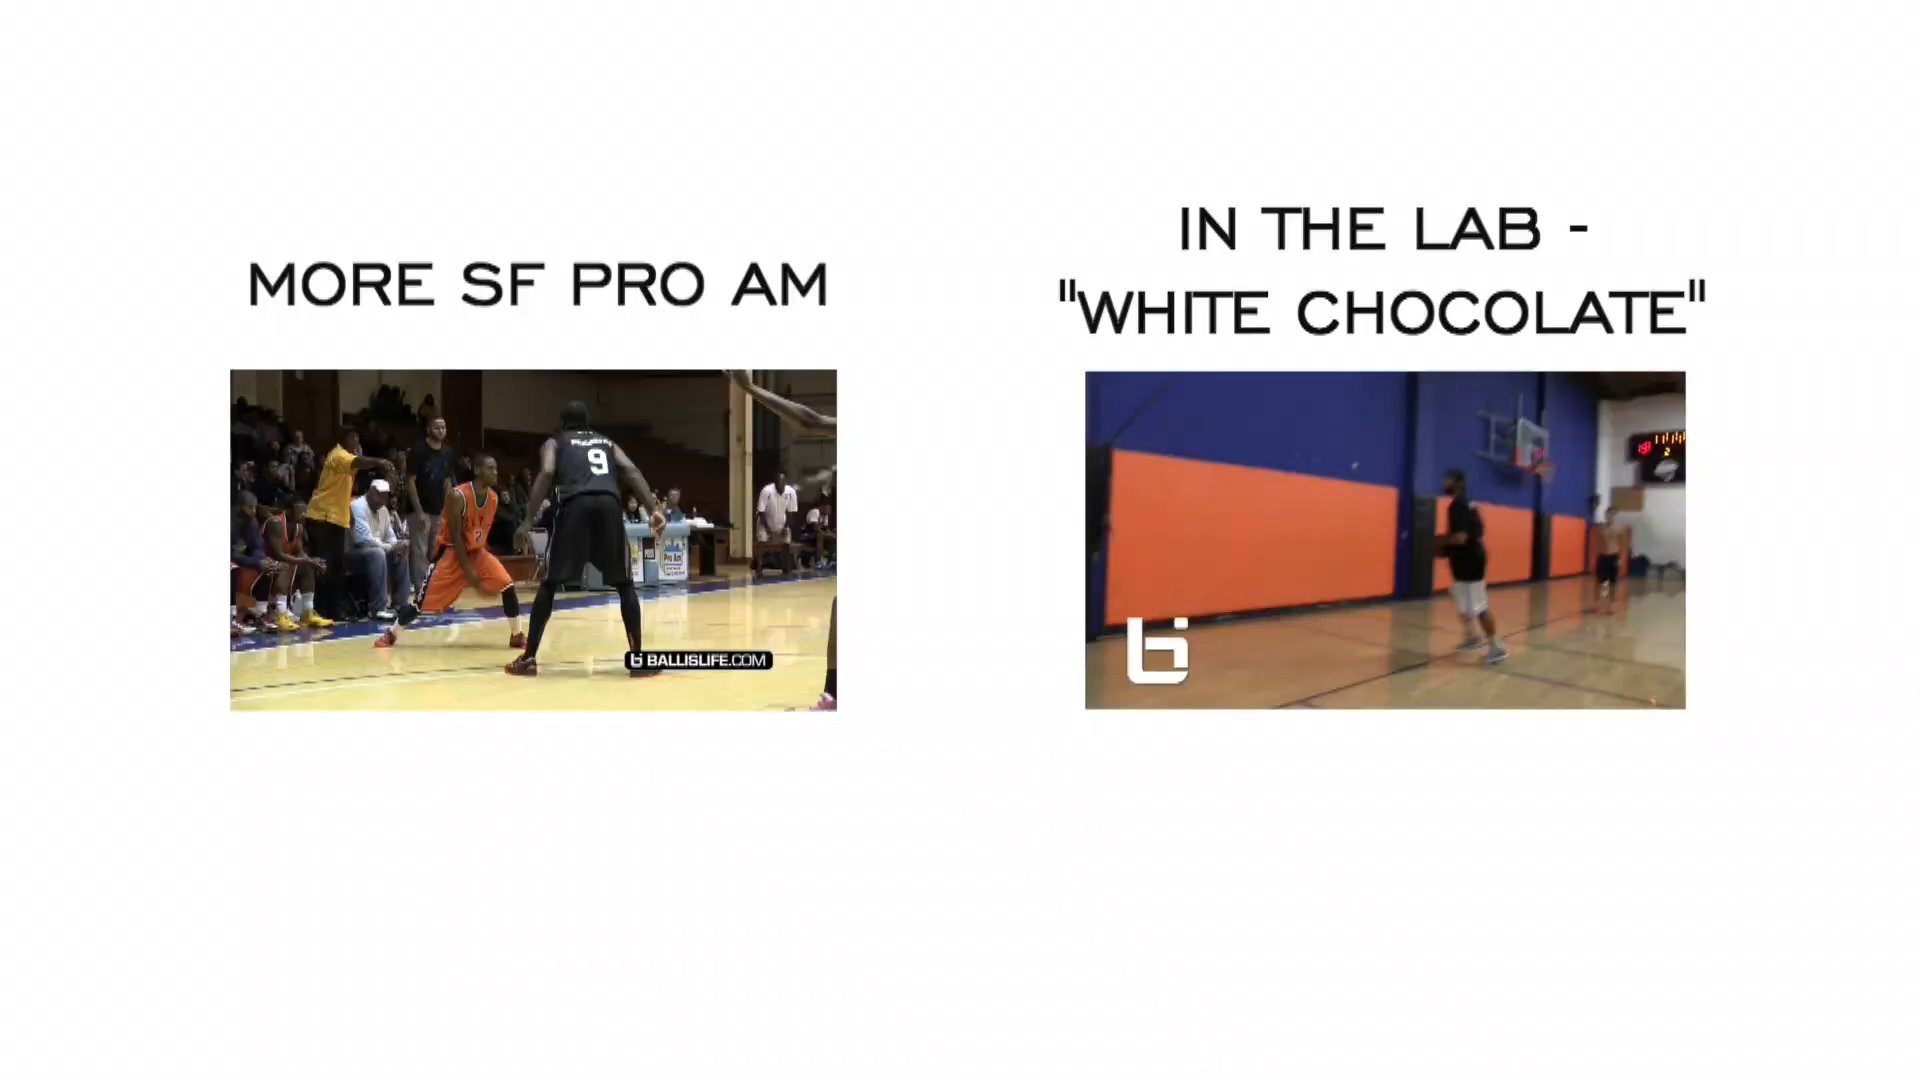 MORE SF PRO AM
IN THE LAB -
"WHITE CHOCOLATE"
9
BALLISLIFE.COM